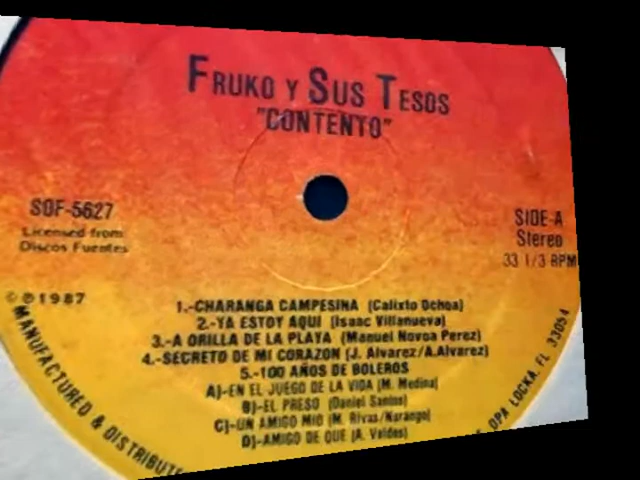 FRUKO Y SUS TESOS
"CONTENTO"
SOF-5627
Licensed from
Discos Fuentes
SIDE-A
Stereo
33 1/3 RPM
© ℗ 1987
1.-CHARANGA CAMPESINA (Calixto Ochoa)
2.-YA ESTOY AQUI (Isaac Villanueva)
3.-A ORILLA DE LA PLAYA (Manuel Novoa Perez)
4.-SECRETO DE MI CORAZON (J. Alvarez/A.Alvarez)
5.-100 AÑOS DE BOLEROS
A)-EN EL JUEGO DE LA VIDA (M. Medina)
B)-EL PRESO (Daniel Santos)
C)-UN AMIGO MIO (M. Rivas/Narango)
D)-AMIGO DE QUE (A. Valdes)
MANUFACTURED & DISTRIBUT
OPA LOCKA, FL 33054